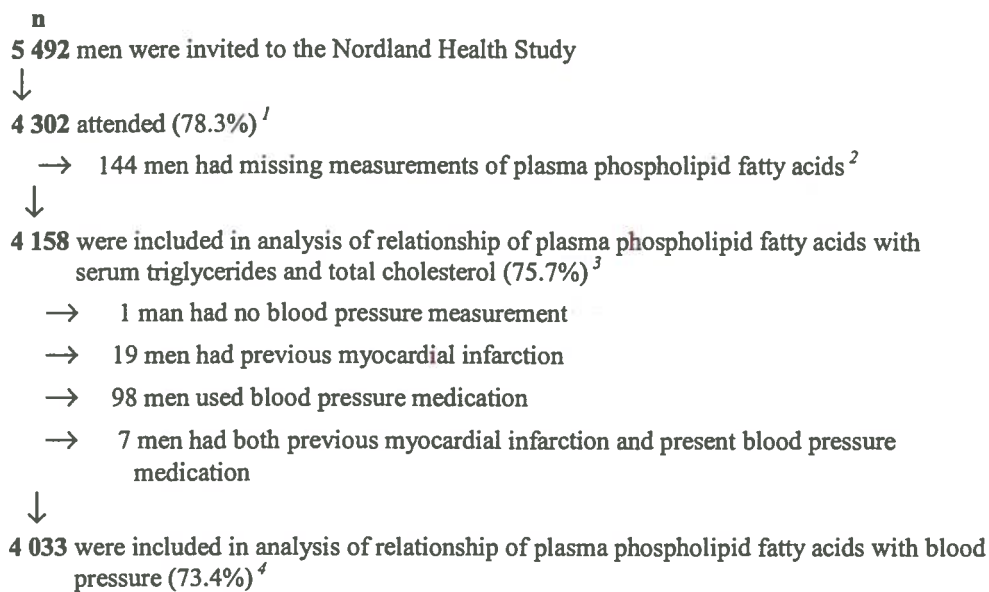 n
5 492 men were invited to the Nordland Health Study
↓
4 302 attended (78.3%) 1
→ 144 men had missing measurements of plasma phospholipid fatty acids 2
↓
4 158 were included in analysis of relationship of plasma phospholipid fatty acids with
serum triglycerides and total cholesterol (75.7%) 3
→ 1 man had no blood pressure measurement
→ 19 men had previous myocardial infarction
→ 98 men used blood pressure medication
→ 7 men had both previous myocardial infarction and present blood pressure
medication
↓
4 033 were included in analysis of relationship of plasma phospholipid fatty acids with blood
pressure (73.4%) 4